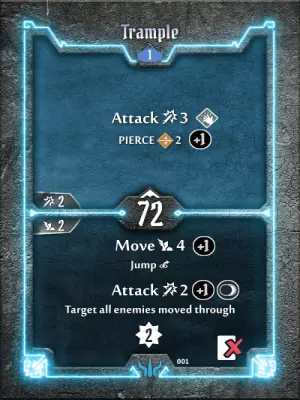 Trample
1
Attack 3
PIERCE 2 +1
2
72
2
Move 4 +1
Jump
Attack 2 +1
Target all enemies moved through
2
001